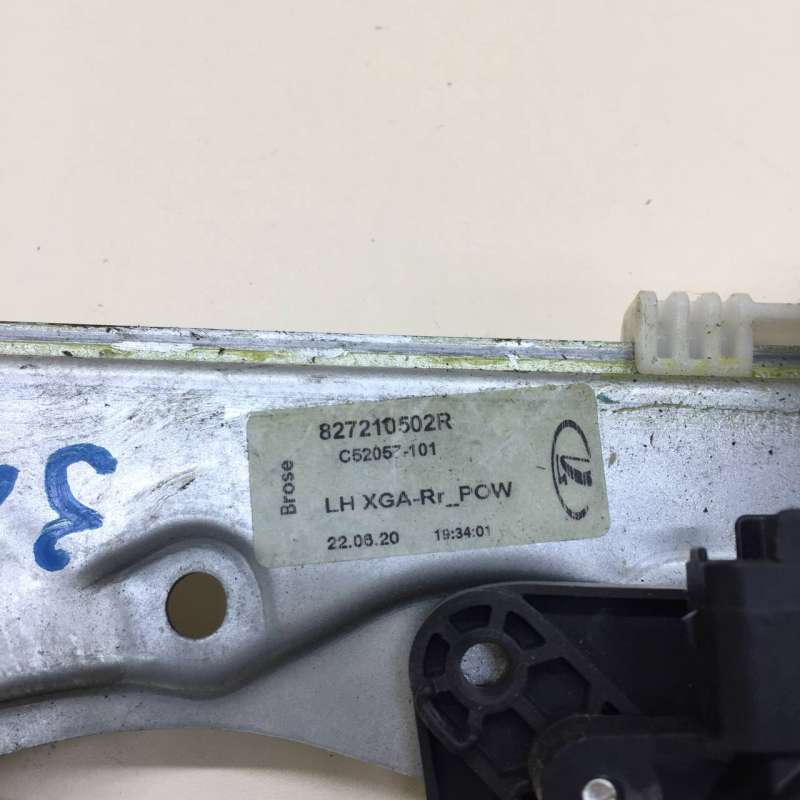 827210502R
C52057-101
Brose
LH XGA-Rr_POW
22.06.20 19:34:01